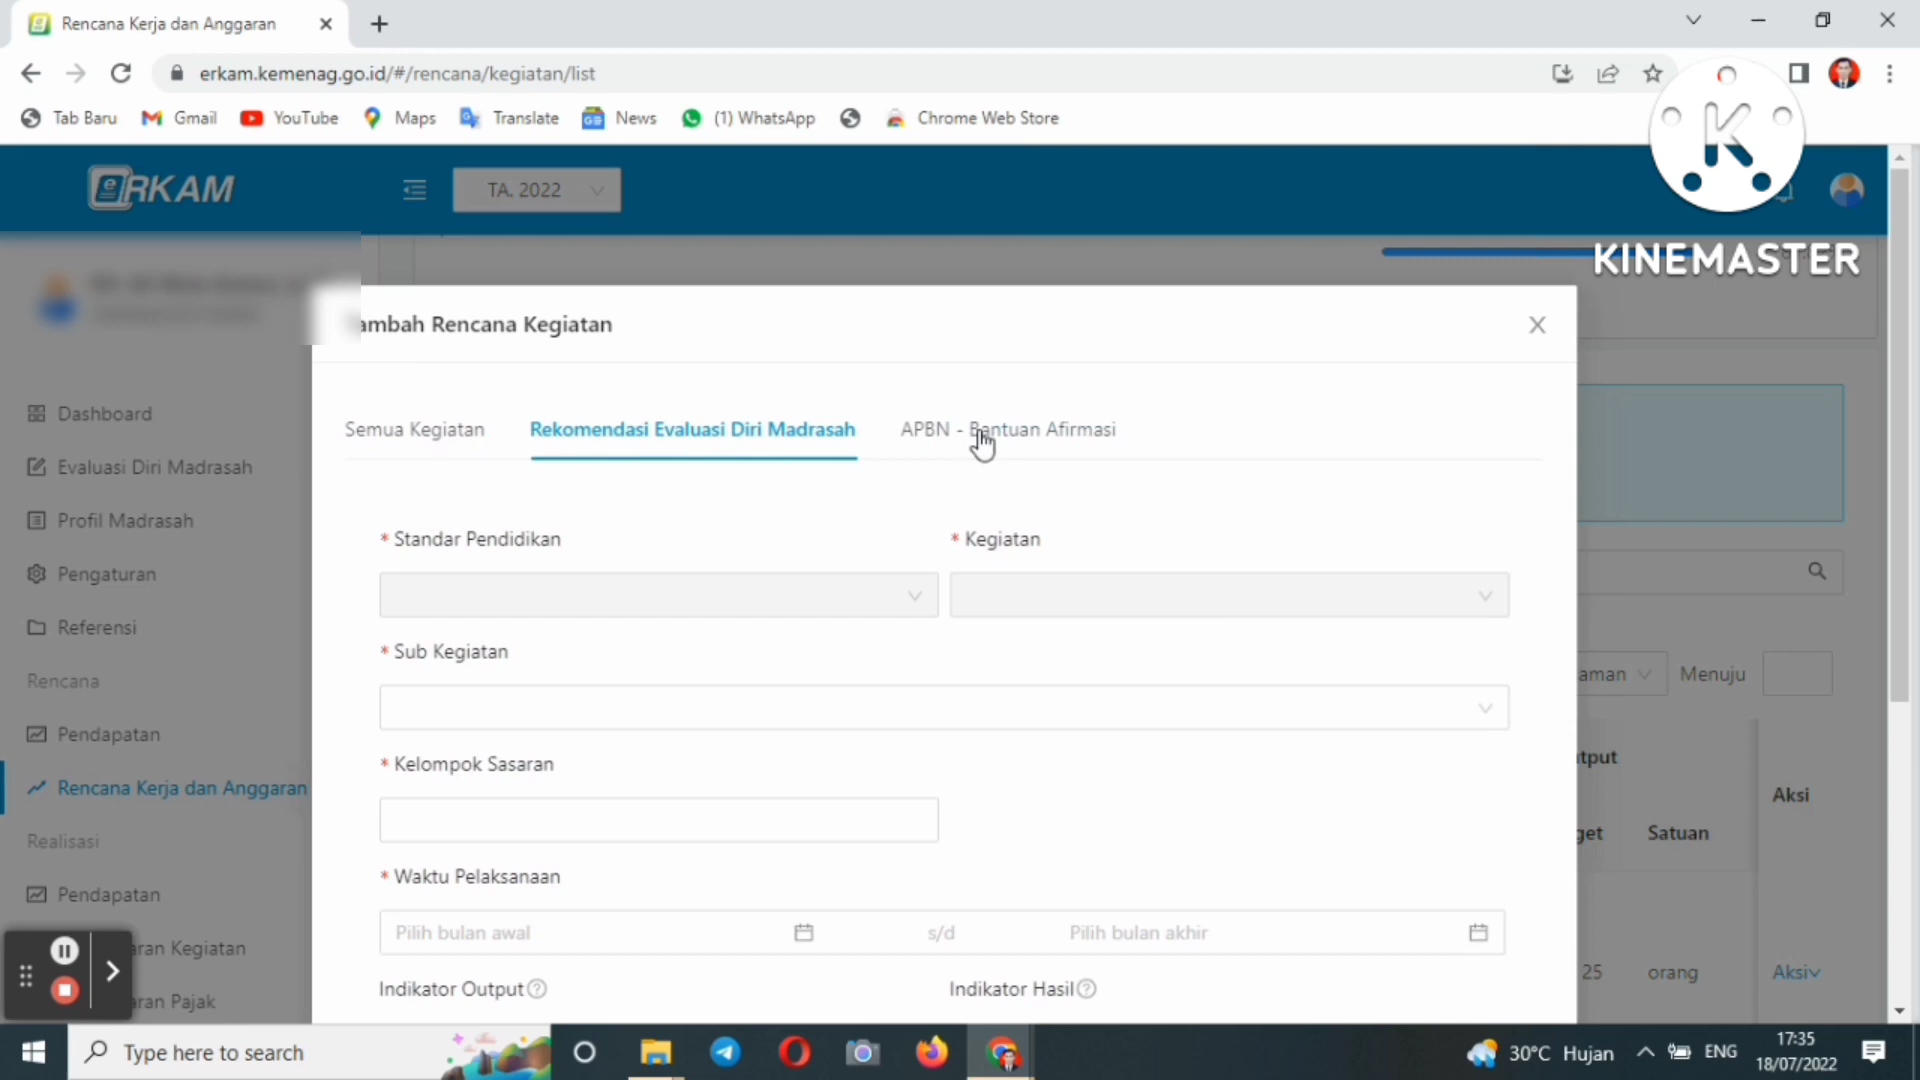 Rencana Kerja dan Anggaran
erkam.kemenag.go.id/#/rencana/kegiatan/list
Tab Baru
Gmail
YouTube
Maps
Translate
News
(1) WhatsApp
Chrome Web Store
eRKAM
TA. 2022
KINEMASTER
ambah Rencana Kegiatan
Semua Kegiatan
Rekomendasi Evaluasi Diri Madrasah
APBN - Bantuan Afirmasi
Dashboard
Evaluasi Diri Madrasah
Profil Madrasah
Pengaturan
Referensi
Rencana
Pendapatan
Rencana Kerja dan Anggaran
Realisasi
Pendapatan
aran Kegiatan
aran Pajak
* Standar Pendidikan
* Kegiatan
* Sub Kegiatan
* Kelompok Sasaran
* Waktu Pelaksanaan
Pilih bulan awal
s/d
Pilih bulan akhir
Indikator Output
Indikator Hasil
aman
Menuju
tput
Aksi
get
Satuan
25
orang
Aksi
Type here to search
30°C Hujan
ENG
17:35
18/07/2022